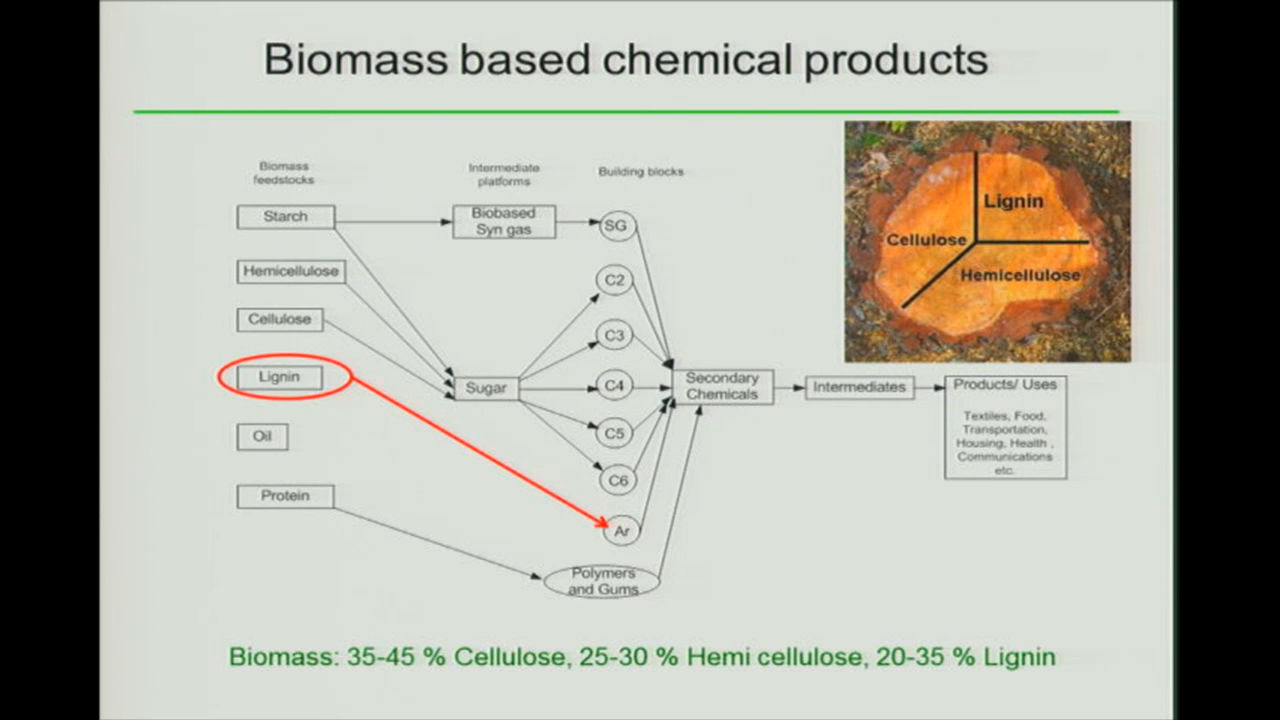 Biomass based chemical products
Biomass
feedstocks
Intermediate
platforms
Building blocks
Starch
Hemicellulose
Cellulose
Lignin
Oil
Protein
Biobased
Syn gas
Sugar
SG
C2
C3
C4
C5
C6
Ar
Polymers
and Gums
Secondary
Chemicals
Intermediates
Products/ Uses
Textiles, Food,
Transportation,
Housing, Health ,
Communications
etc.
Lignin
Cellulose
Hemicellulose
Biomass: 35-45 % Cellulose, 25-30 % Hemi cellulose, 20-35 % Lignin